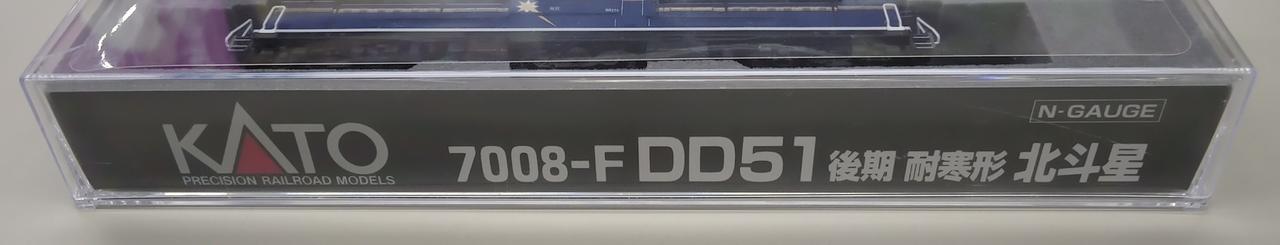 KATO
PRECISION RAILROAD MODELS
N-GAUGE
7008-F DD51 後期 耐寒形 北斗星